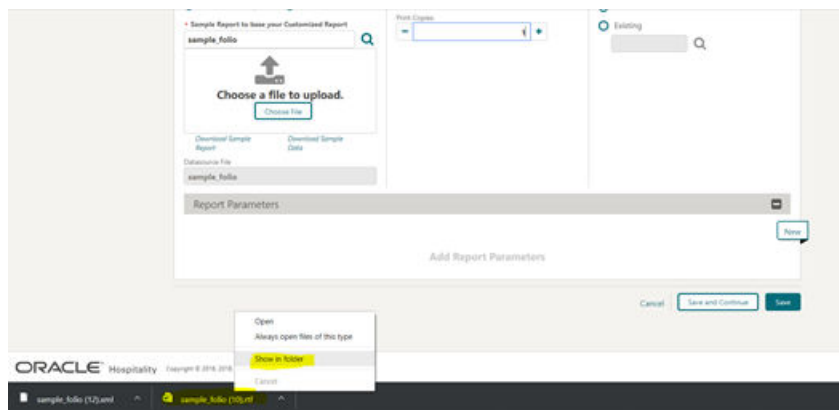 * Sample Report to base your Customized Report
sample_folio
Print Copies
Existing
Choose a file to upload.
Choose File
Download Sample Report
Download Sample Data
Datasource File
sample_folio
Report Parameters
New
Add Report Parameters
Cancel
Save and Continue
Save
Open
Always open files of this type
Show in folder
Cancel
ORACLE Hospitality
sample_folio (12).xml
sample_folio (10).rtf